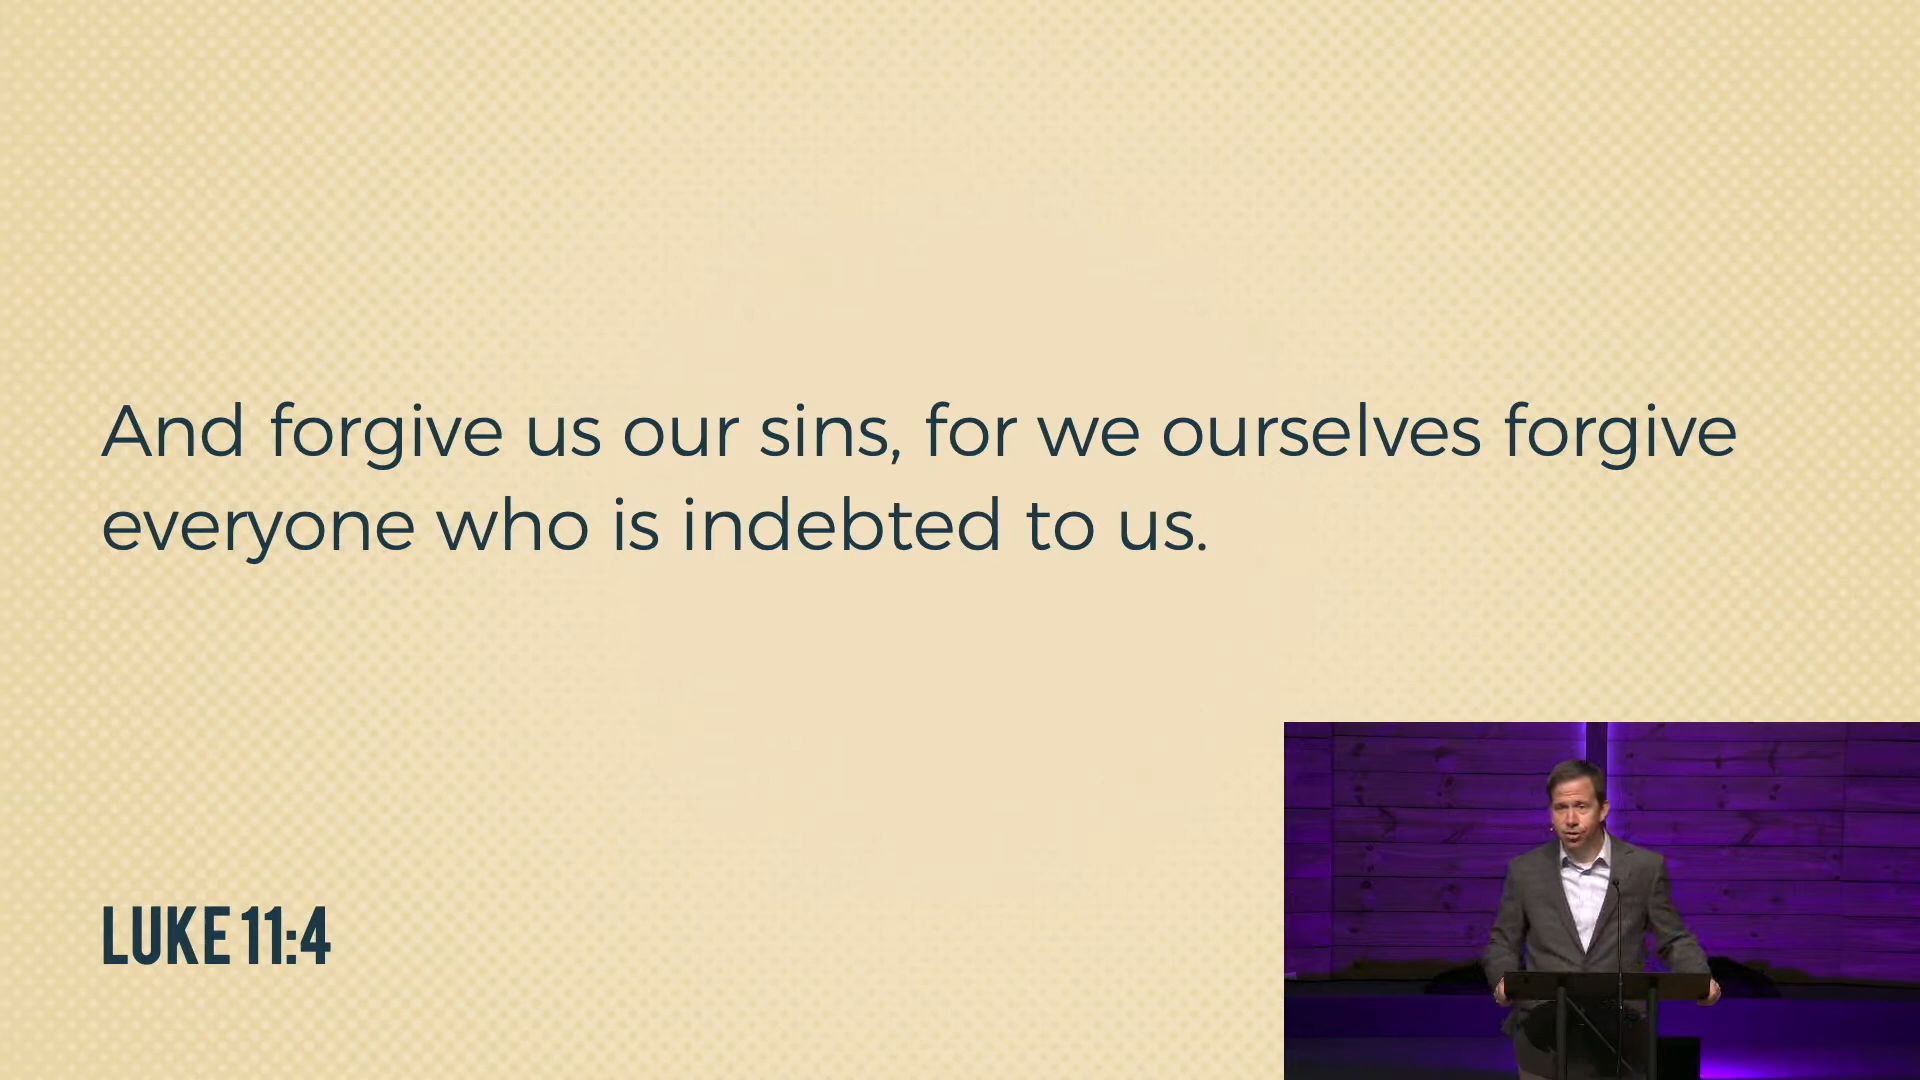 And forgive us our sins, for we ourselves forgive
everyone who is indebted to us.
LUKE 11:4